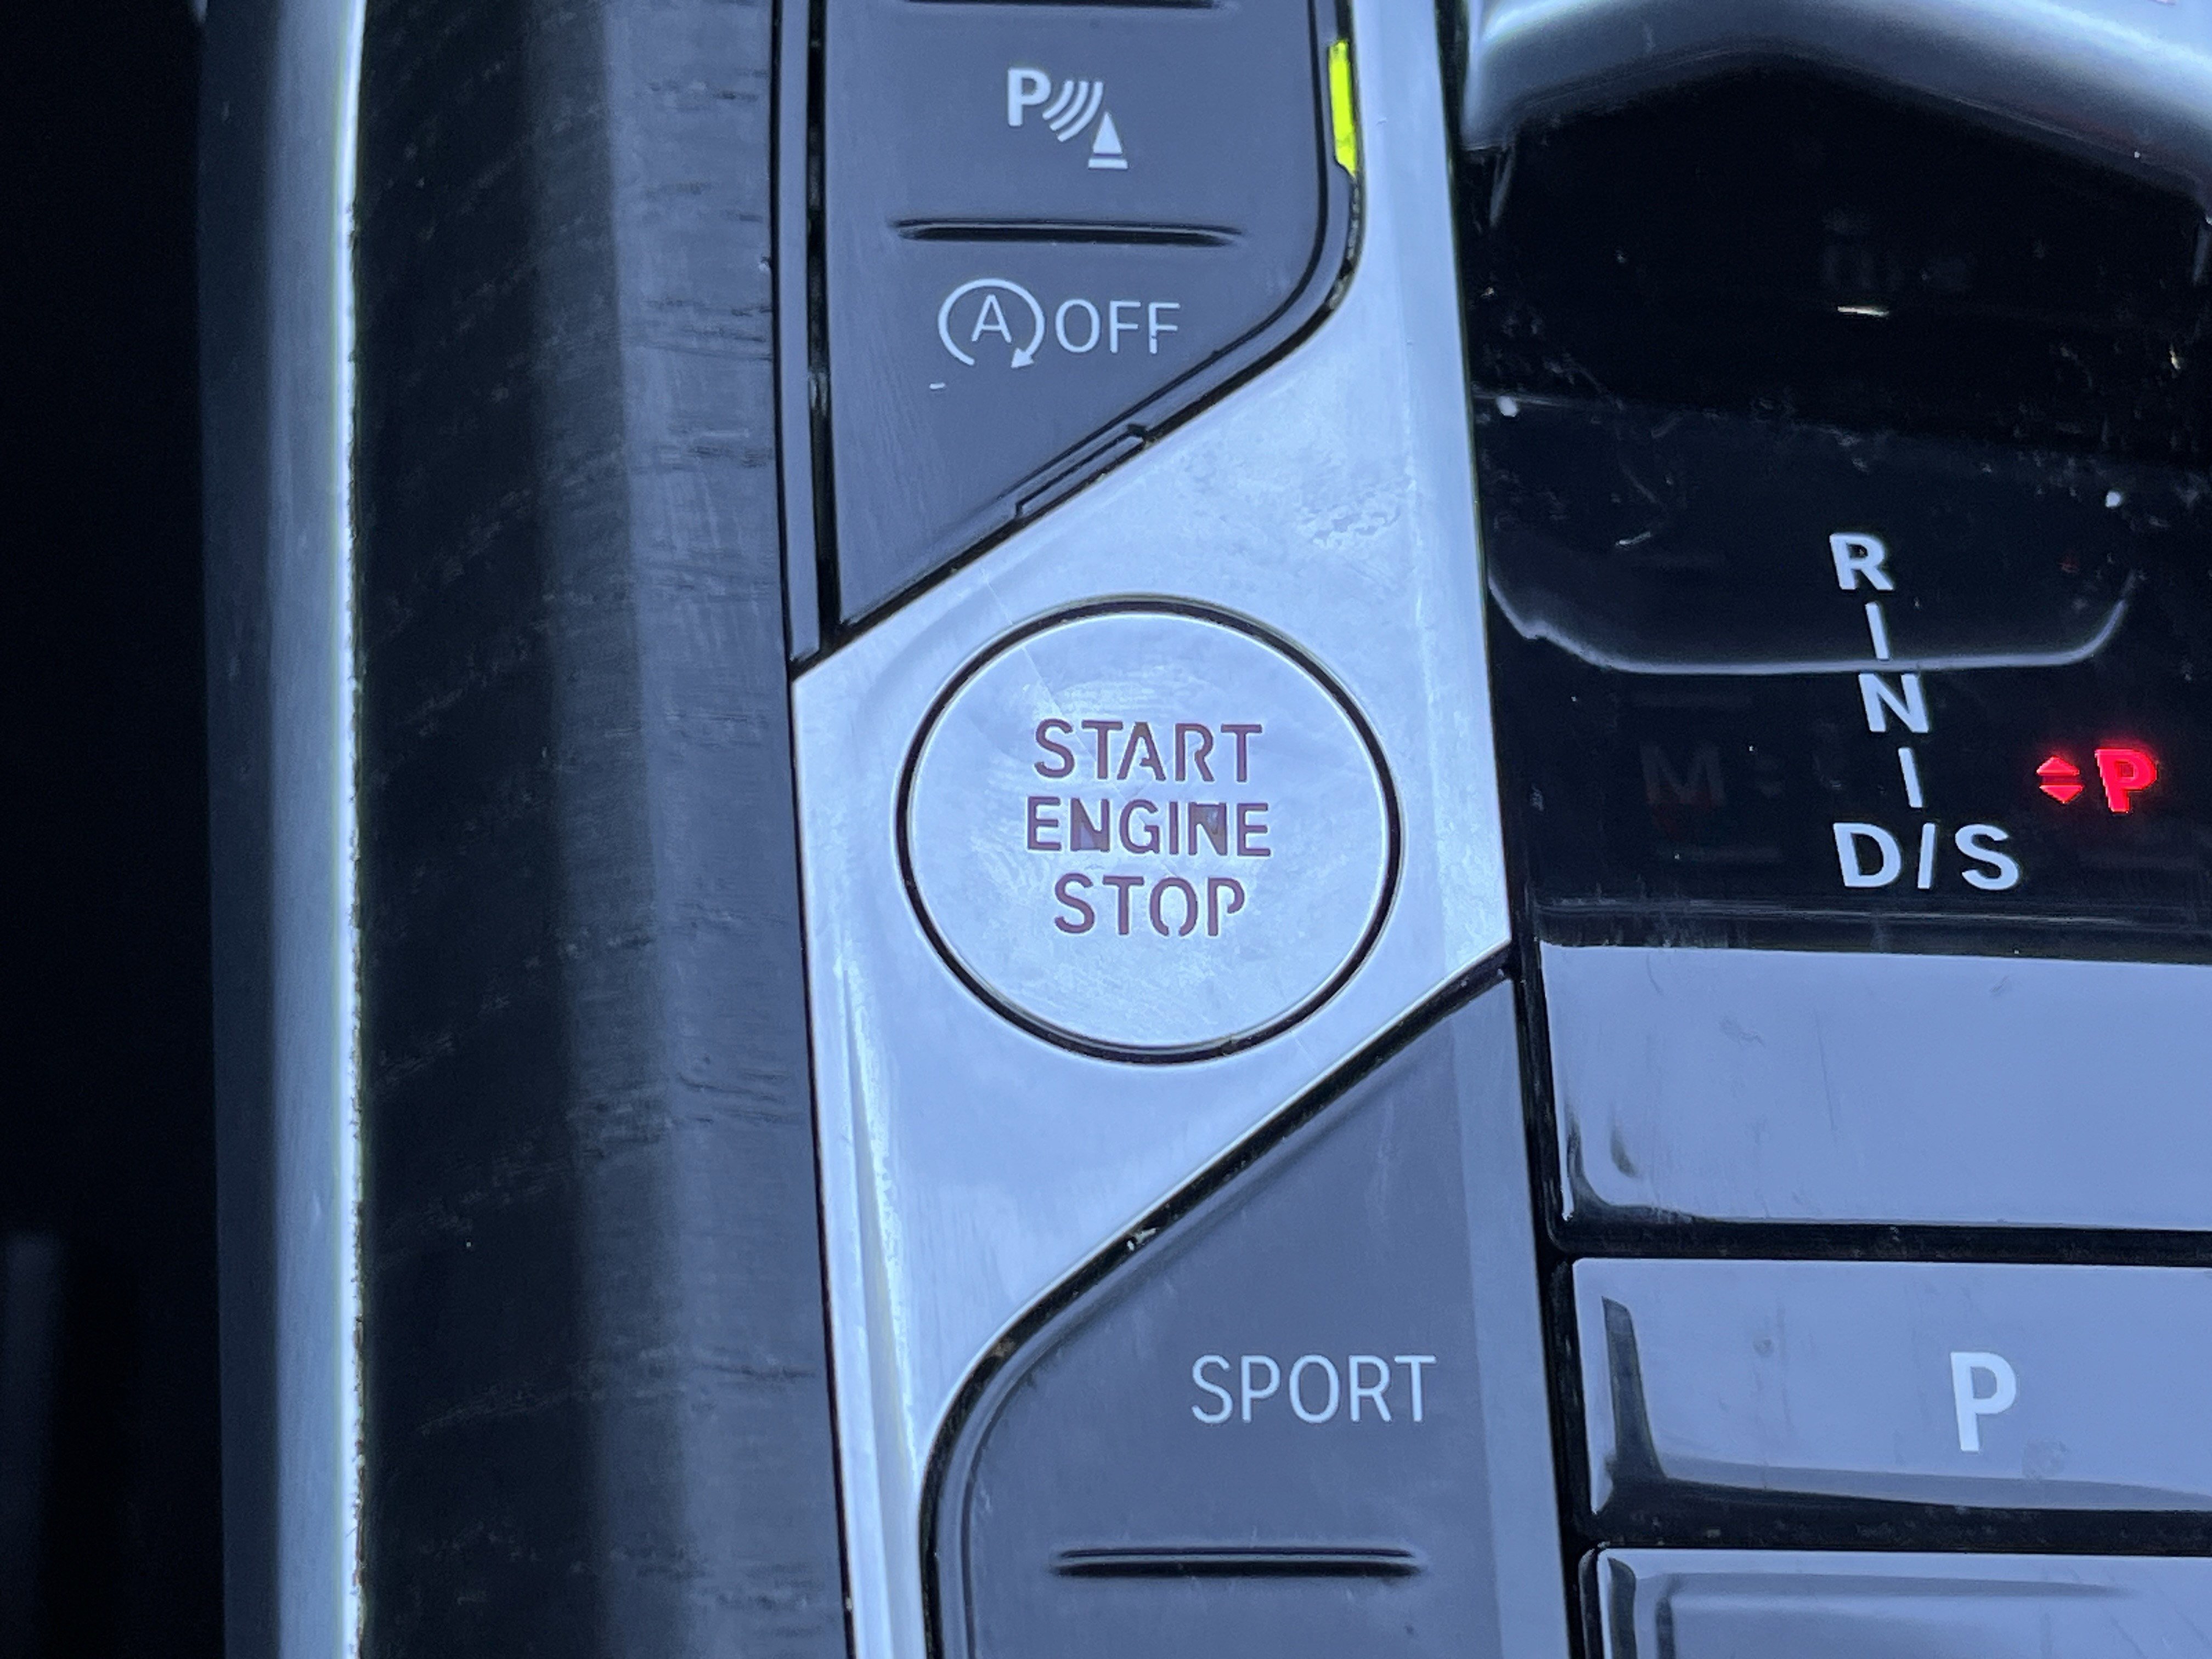 P
A OFF
START
ENGINE
STOP
R
N
D/S
P
M
SPORT
P